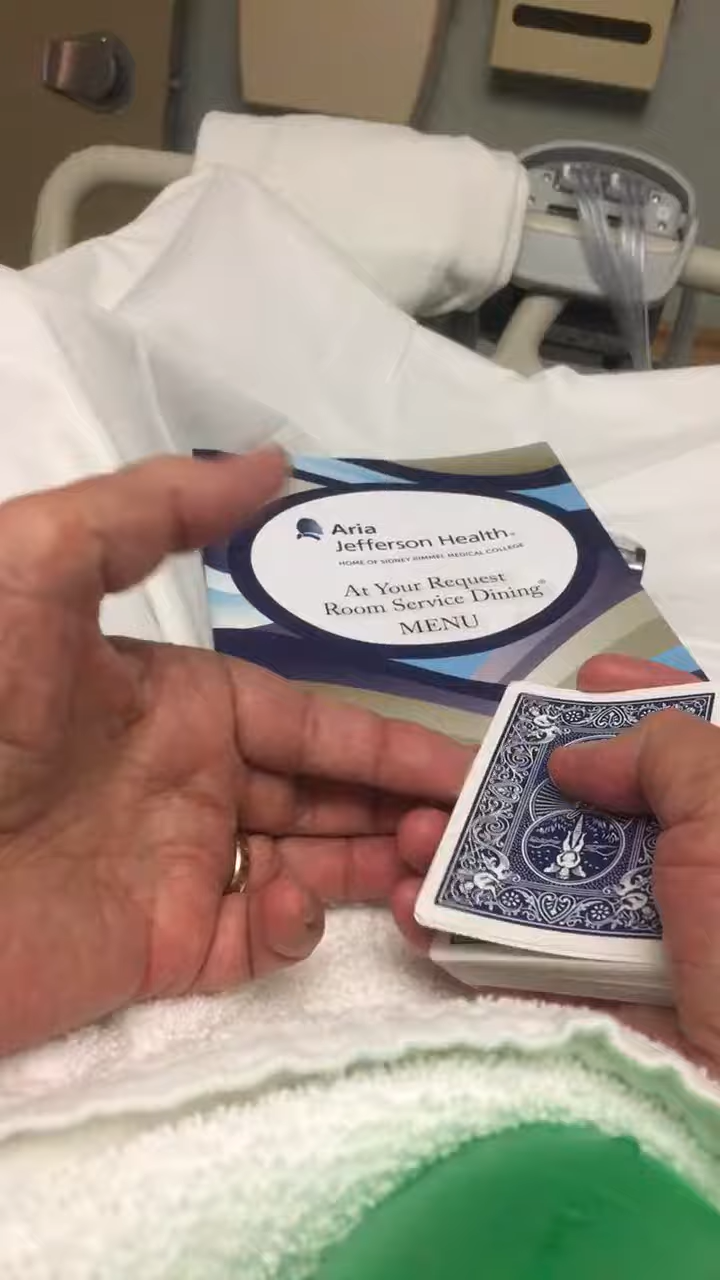 Aria
Jefferson Health
HOME OF SIDNEY KIMMEL MEDICAL COLLEGE
At Your Request
Room Service Dining®
MENU